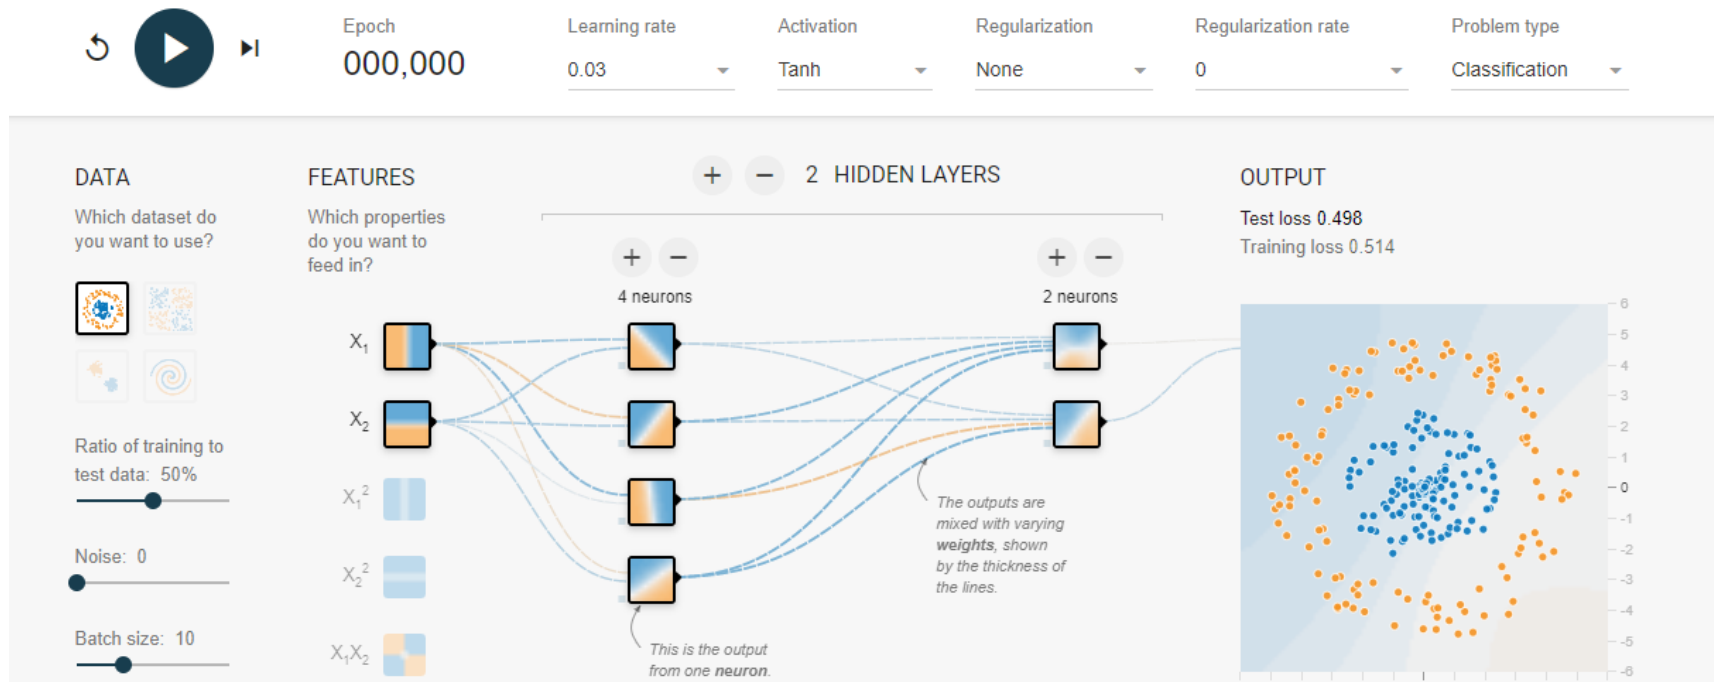 Epoch
000,000
Learning rate
0.03
Activation
Tanh
Regularization
None
Regularization rate
0
Problem type
Classification
DATA
Which dataset do
you want to use?
Ratio of training to
test data: 50%
Noise: 0
Batch size: 10
FEATURES
Which properties
do you want to
feed in?
X₁
X₂
X₁²
X₂²
X₁X₂
+ − 2 HIDDEN LAYERS
+ −
4 neurons
+ −
2 neurons
The outputs are
mixed with varying
weights, shown
by the thickness of
the lines.
This is the output
from one neuron.
OUTPUT
Test loss 0.498
Training loss 0.514
6
5
4
3
2
1
0
-1
-2
-3
-4
-5
-6